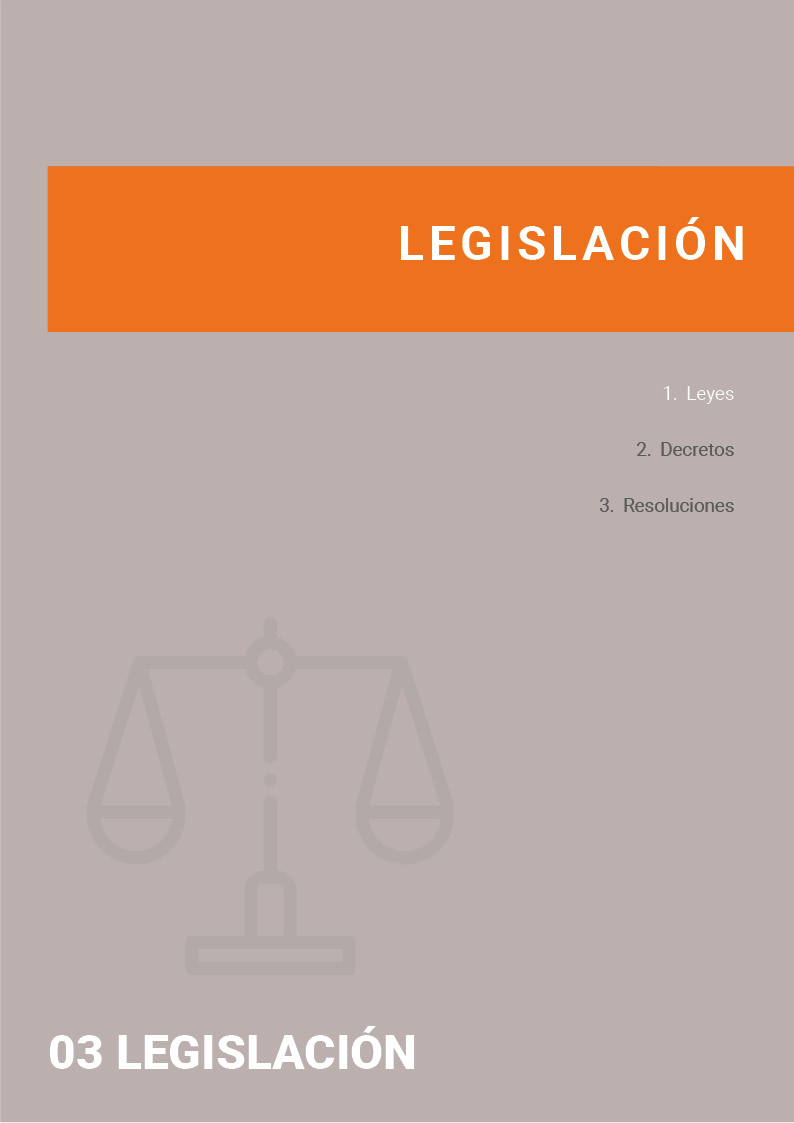 LEGISLACIÓN
1. Leyes
2. Decretos
3. Resoluciones
03 LEGISLACIÓN